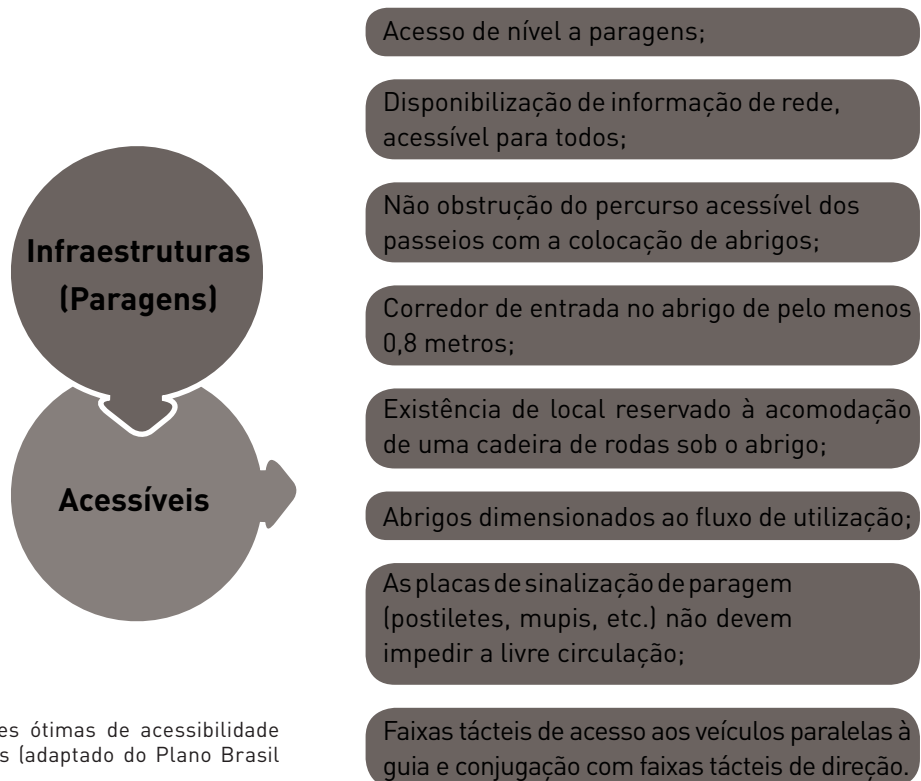 Infraestruturas
(Paragens)
Acessíveis
Acesso de nível a paragens;
Disponibilização de informação de rede,
acessível para todos;
Não obstrução do percurso acessível dos
passeios com a colocação de abrigos;
Corredor de entrada no abrigo de pelo menos
0,8 metros;
Existência de local reservado à acomodação
de uma cadeira de rodas sob o abrigo;
Abrigos dimensionados ao fluxo de utilização;
As placas de sinalização de paragem
(postiletes, mupis, etc.) não devem
impedir a livre circulação;
Faixas tácteis de acesso aos veículos paralelas à
guia e conjugação com faixas tácteis de direção.
ótimas de acessibilidade
(adaptado do Plano Brasil